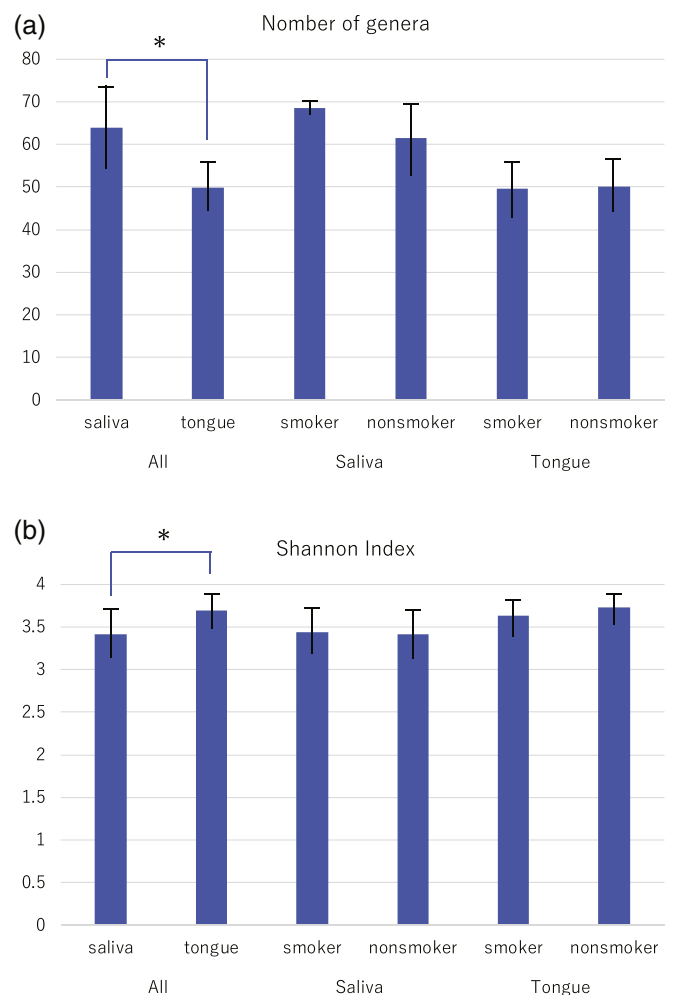 (a)
Nomber of genera
*
80
70
60
50
40
30
20
10
0
saliva tongue smoker nonsmoker smoker nonsmoker
All Saliva Tongue
(b)
*
Shannon Index
4
3.5
3
2.5
2
1.5
1
0.5
0
saliva tongue smoker nonsmoker smoker nonsmoker
All Saliva Tongue